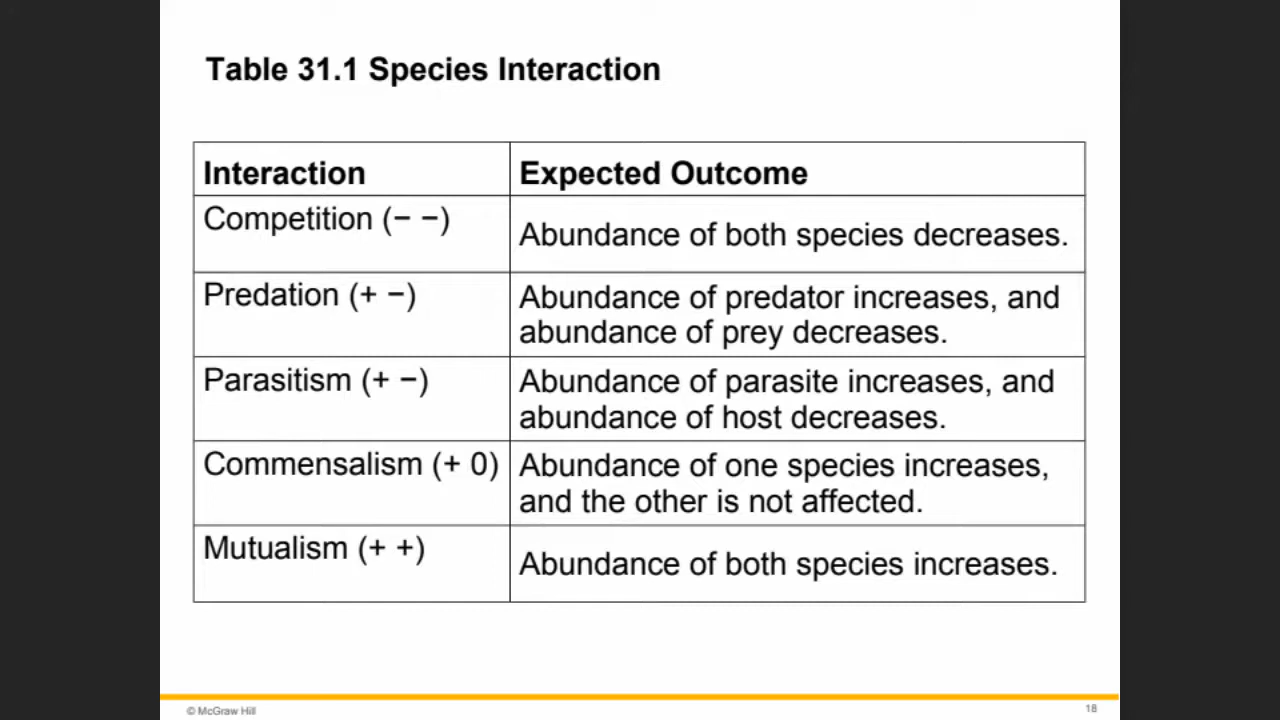 Table 31.1 Species Interaction
Interaction
Expected Outcome
Competition (− −)
Abundance of both species decreases.
Predation (+ −)
Abundance of predator increases, and
abundance of prey decreases.
Parasitism (+ −)
Abundance of parasite increases, and
abundance of host decreases.
Commensalism (+ 0)
Abundance of one species increases,
and the other is not affected.
Mutualism (+ +)
Abundance of both species increases.
© McGraw Hill
18